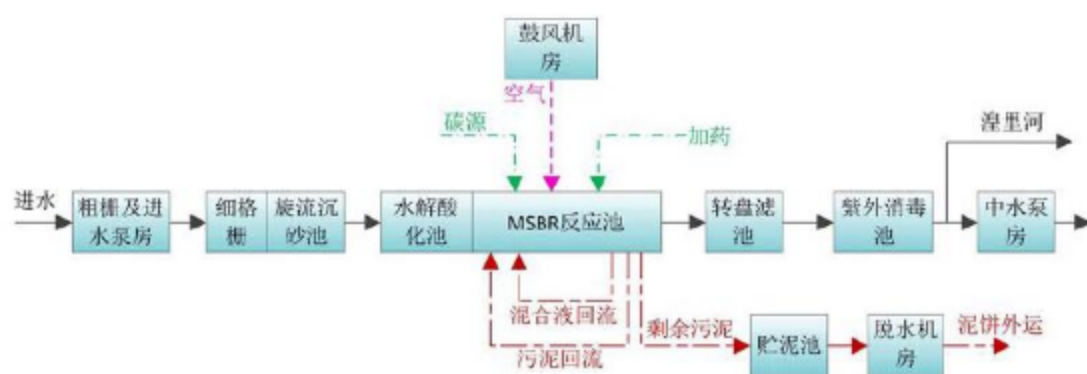 鼓风机
房
空气
碳源
加药
湟里河
进水
粗栅及进
水泵房
细格
栅
旋流沉
砂池
水解酸
化池
MSBR反应池
转盘滤
池
紫外消毒
池
中水泵
房
混合液回流
污泥回流
剩余污泥
贮泥池
脱水机
房
泥饼外运